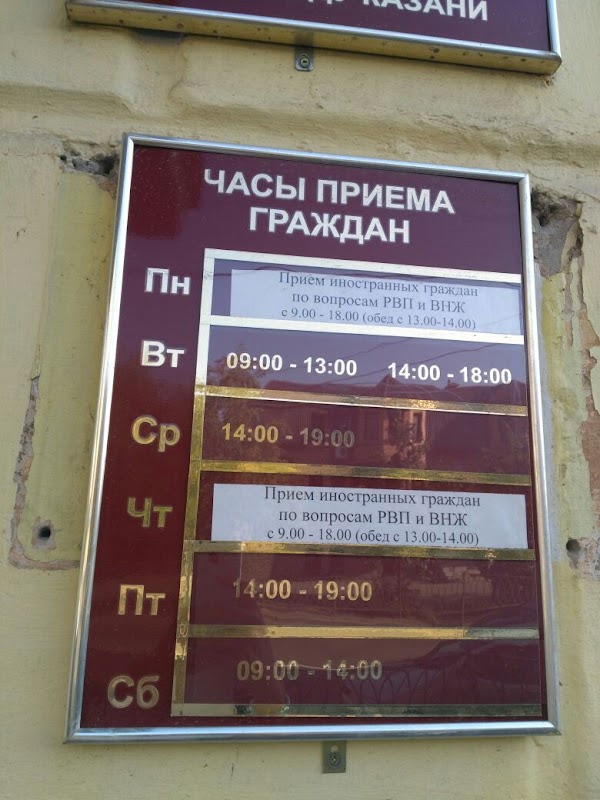 КАЗАНИ
ЧАСЫ ПРИЕМА
ГРАЖДАН
Пн
Прием иностранных граждан
по вопросам РВП и ВНЖ
с 9.00 - 18.00 (обед с 13.00-14.00)
Вт 09:00 - 13:00 14:00 - 18:00
Ср 14:00 - 19:00
Чт
Прием иностранных граждан
по вопросам РВП и ВНЖ
с 9.00 - 18.00 (обед с 13.00-14.00)
Пт 14:00 - 19:00
Сб 09:00 - 14:00